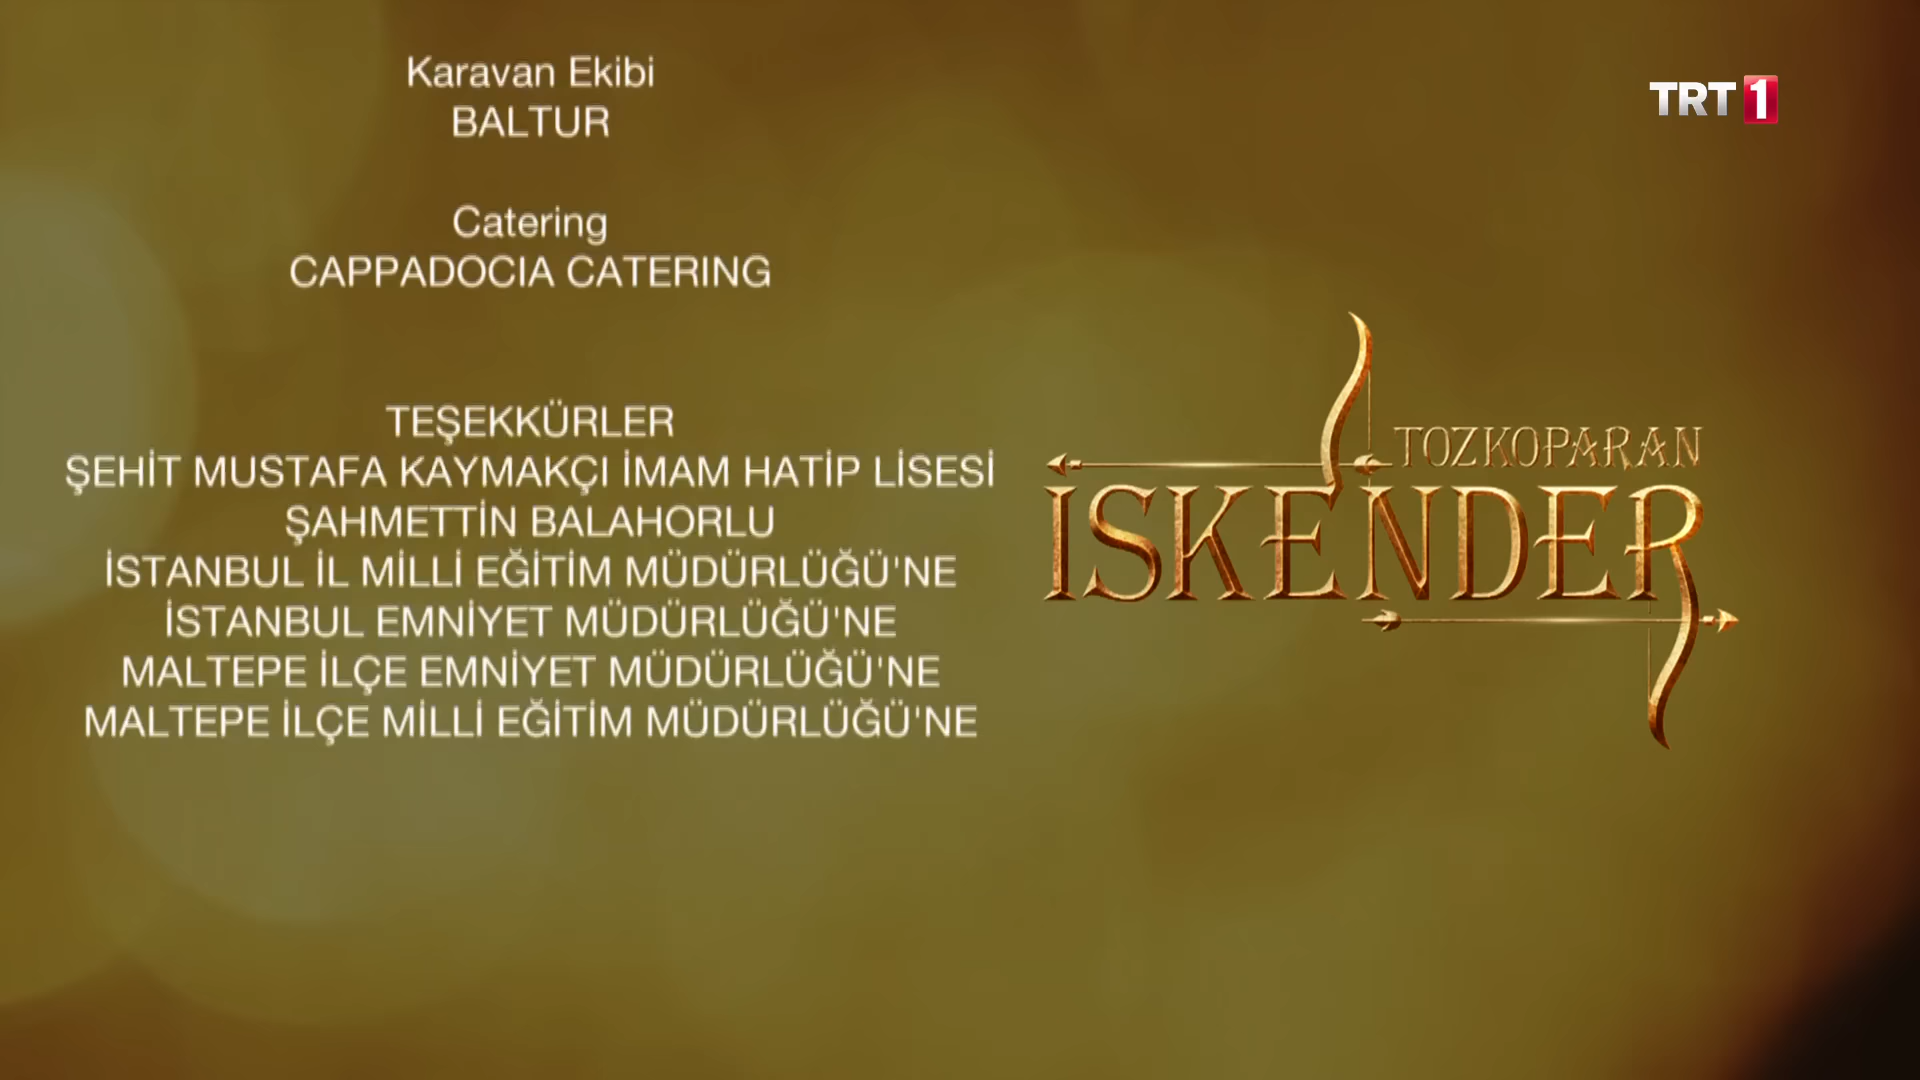 Karavan Ekibi
BALTUR
Catering
CAPPADOCIA CATERING
TEŞEKKÜRLER
ŞEHİT MUSTAFA KAYMAKÇI İMAM HATİP LİSESİ
ŞAHMETTİN BALAHORLU
İSTANBUL İL MİLLİ EĞİTİM MÜDÜRLÜĞÜ'NE
İSTANBUL EMNİYET MÜDÜRLÜĞÜ'NE
MALTEPE İLÇE EMNİYET MÜDÜRLÜĞÜ'NE
MALTEPE İLÇE MİLLİ EĞİTİM MÜDÜRLÜĞÜ'NE
TRT 1
TOZKOPARAN
İSKENDER